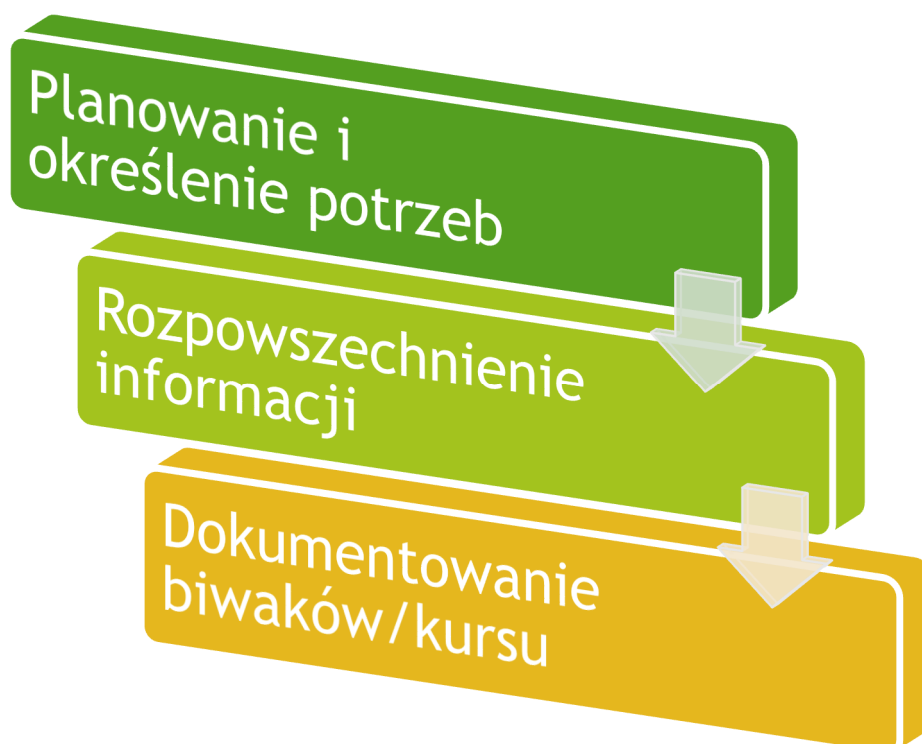 Planowanie i
określenie potrzeb
Rozpowszechnienie
informacji
Dokumentowanie
biwaków/kursu